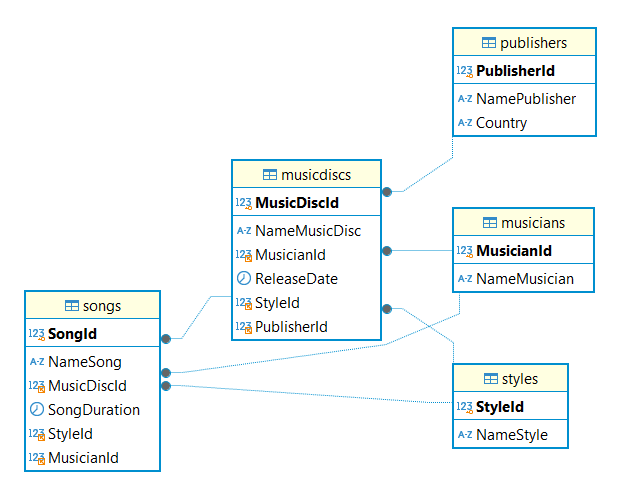 publishers
PublisherId
NamePublisher
Country
musicdiscs
MusicDiscId
NameMusicDisc
MusicianId
ReleaseDate
StyleId
PublisherId
musicians
MusicianId
NameMusician
songs
SongId
NameSong
MusicDiscId
SongDuration
StyleId
MusicianId
styles
StyleId
NameStyle